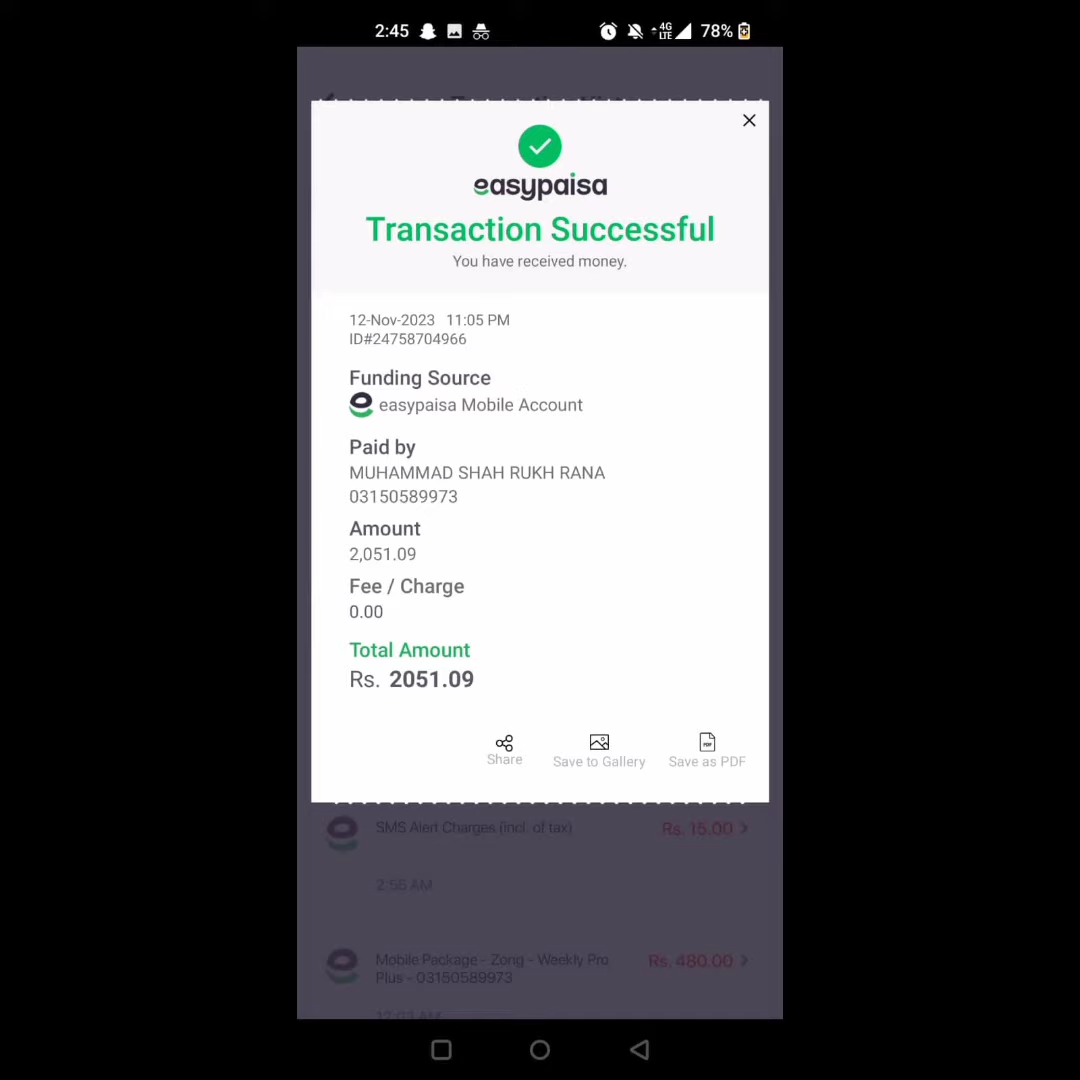 2:45 4G LTE 78%
easypaisa
Transaction Successful
You have received money.
12-Nov-2023 11:05 PM
ID#24758704966
Funding Source
easypaisa Mobile Account
Paid by
MUHAMMAD SHAH RUKH RANA
03150589973
Amount
2,051.09
Fee / Charge
0.00
Total Amount
Rs. 2051.09
Share
Save to Gallery
PDF
Save as PDF
SMS Alert Charges (incl. of tax) Rs. 15.00
2:56 AM
Mobile Package - Zong - Weekly Pro Rs. 480.00
Plus - 03150589973